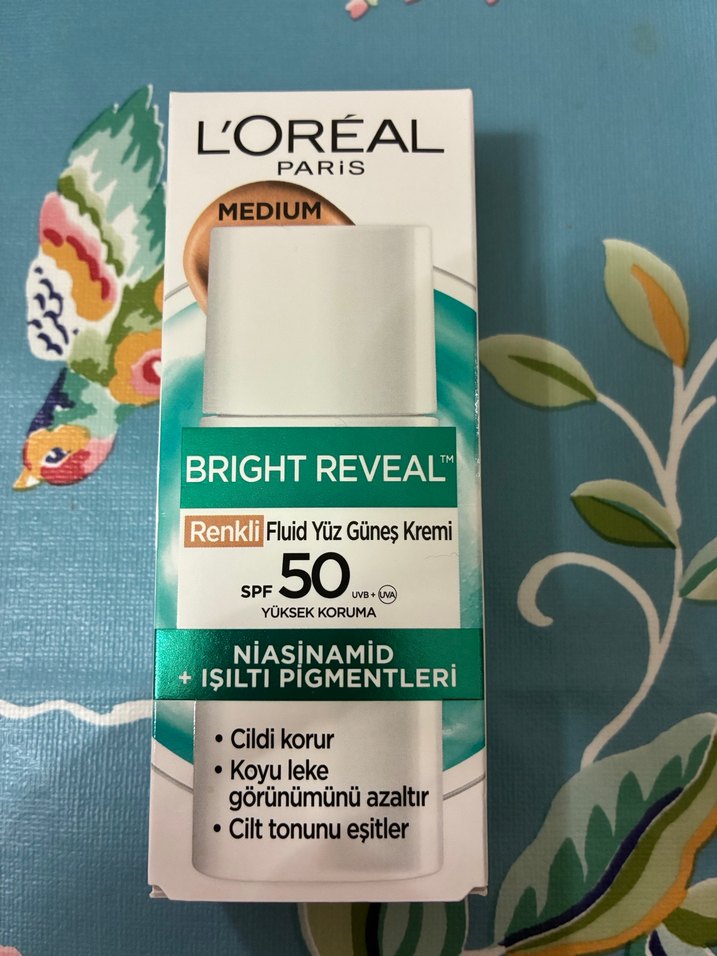 L'ORÉAL
PARiS
MEDIUM
BRIGHT REVEAL™
Renkli Fluid Yüz Güneş Kremi
SPF 50 UVB + UVA
YÜKSEK KORUMA
NiASiNAMiD
+ IŞILTI PiGMENTLERi
• Cildi korur
• Koyu leke
görünümünü azaltır
• Cilt tonunu eşitler